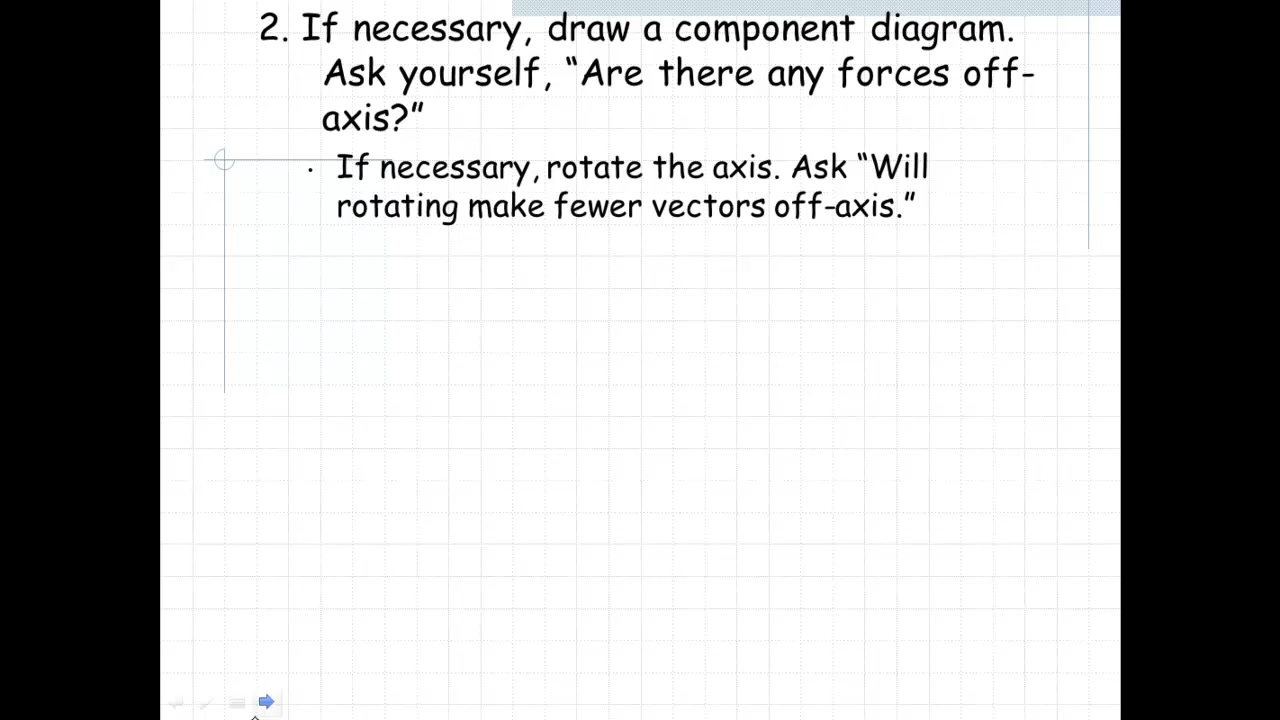 2. If necessary, draw a component diagram.
Ask yourself, “Are there any forces off-
axis?”
· If necessary, rotate the axis. Ask “Will
rotating make fewer vectors off-axis.”